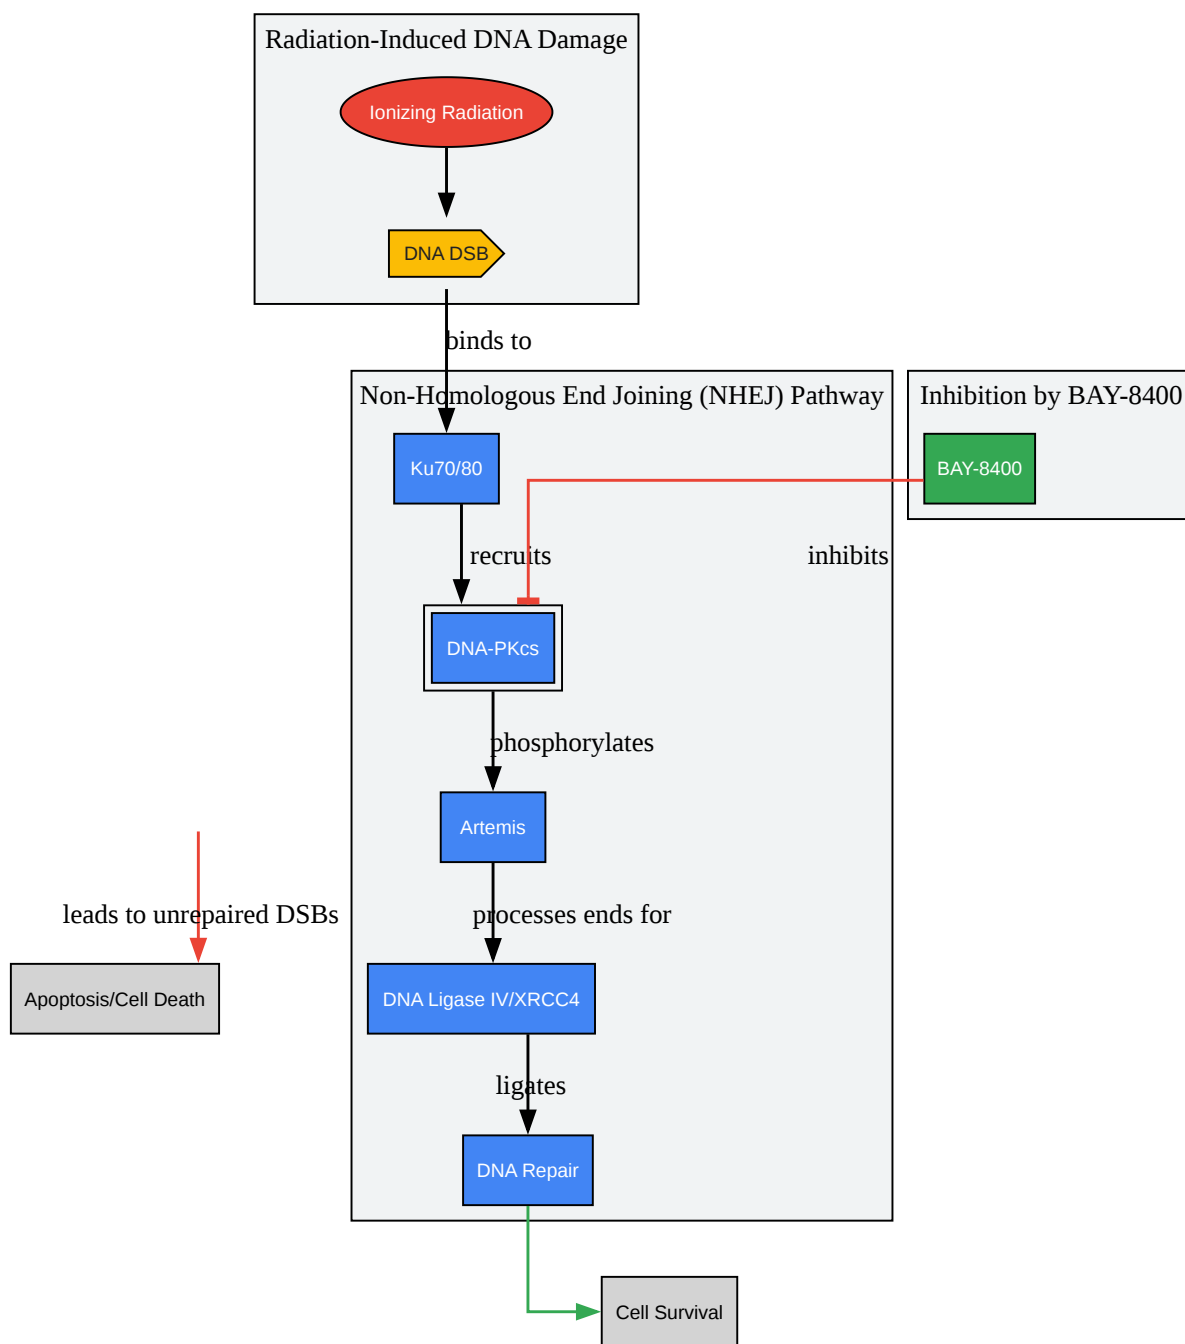 Radiation-Induced DNA Damage
Ionizing Radiation
DNA DSB
binds to
Non-Homologous End Joining (NHEJ) Pathway
Inhibition by BAY-8400
Ku70/80
BAY-8400
recruits
inhibits
DNA-PKcs
phosphorylates
Artemis
leads to unrepaired DSBs
processes ends for
Apoptosis/Cell Death
DNA Ligase IV/XRCC4
ligates
DNA Repair
Cell Survival